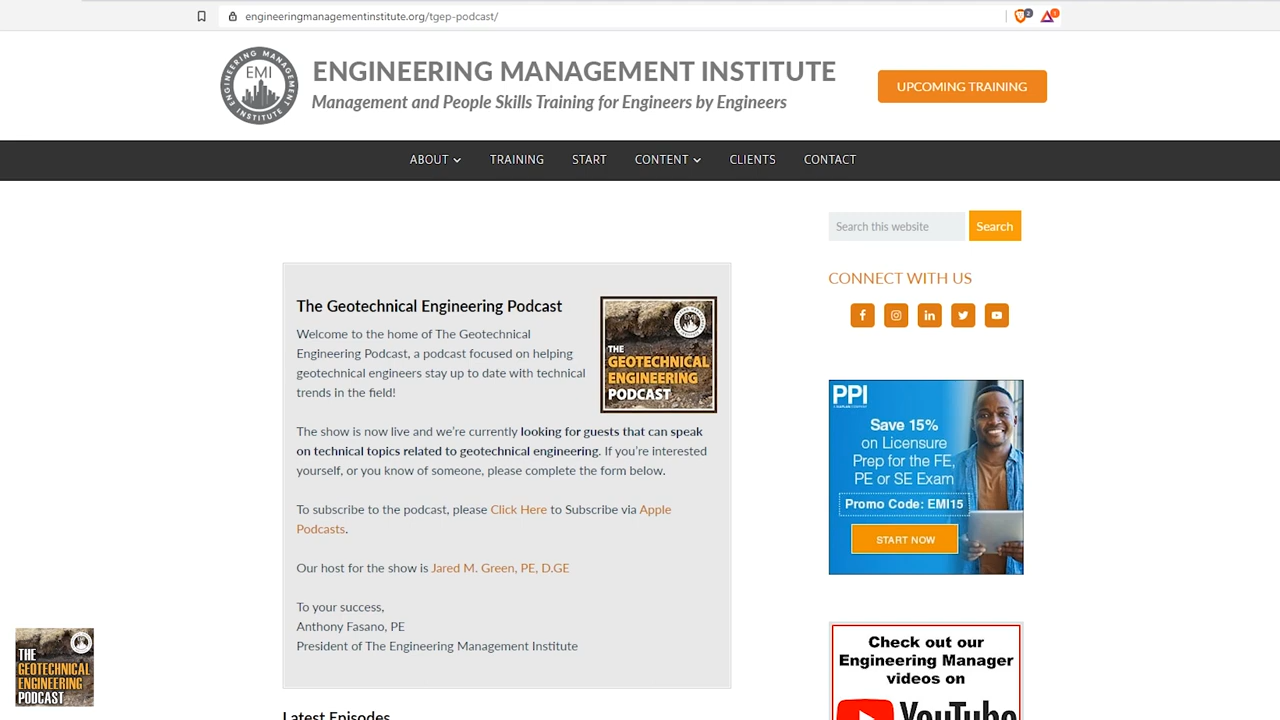 engineeringmanagementinstitute.org/tgep-podcast/
ENGINEERING MANAGEMENT INSTITUTE
EMI
ENGINEERING MANAGEMENT INSTITUTE
Management and People Skills Training for Engineers by Engineers
UPCOMING TRAINING
ABOUT TRAINING START CONTENT CLIENTS CONTACT
Search this website Search
CONNECT WITH US
The Geotechnical Engineering Podcast
Welcome to the home of The Geotechnical
Engineering Podcast, a podcast focused on helping
geotechnical engineers stay up to date with technical
trends in the field!
EMI
THE
GEOTECHNICAL
ENGINEERING
PODCAST
The show is now live and we're currently looking for guests that can speak
on technical topics related to geotechnical engineering. If you're interested
yourself, or you know of someone, please complete the form below.
To subscribe to the podcast, please Click Here to Subscribe via Apple
Podcasts.
Our host for the show is Jared M. Green, PE, D.GE
To your success,
Anthony Fasano, PE
President of The Engineering Management Institute
Latest Episodes
PPI
Save 15%
on Licensure
Prep for the FE,
PE or SE Exam
Promo Code: EMI15
START NOW
Check out our
Engineering Manager
videos on
YouTube
THE
GEOTECHNICAL
ENGINEERING
PODCAST